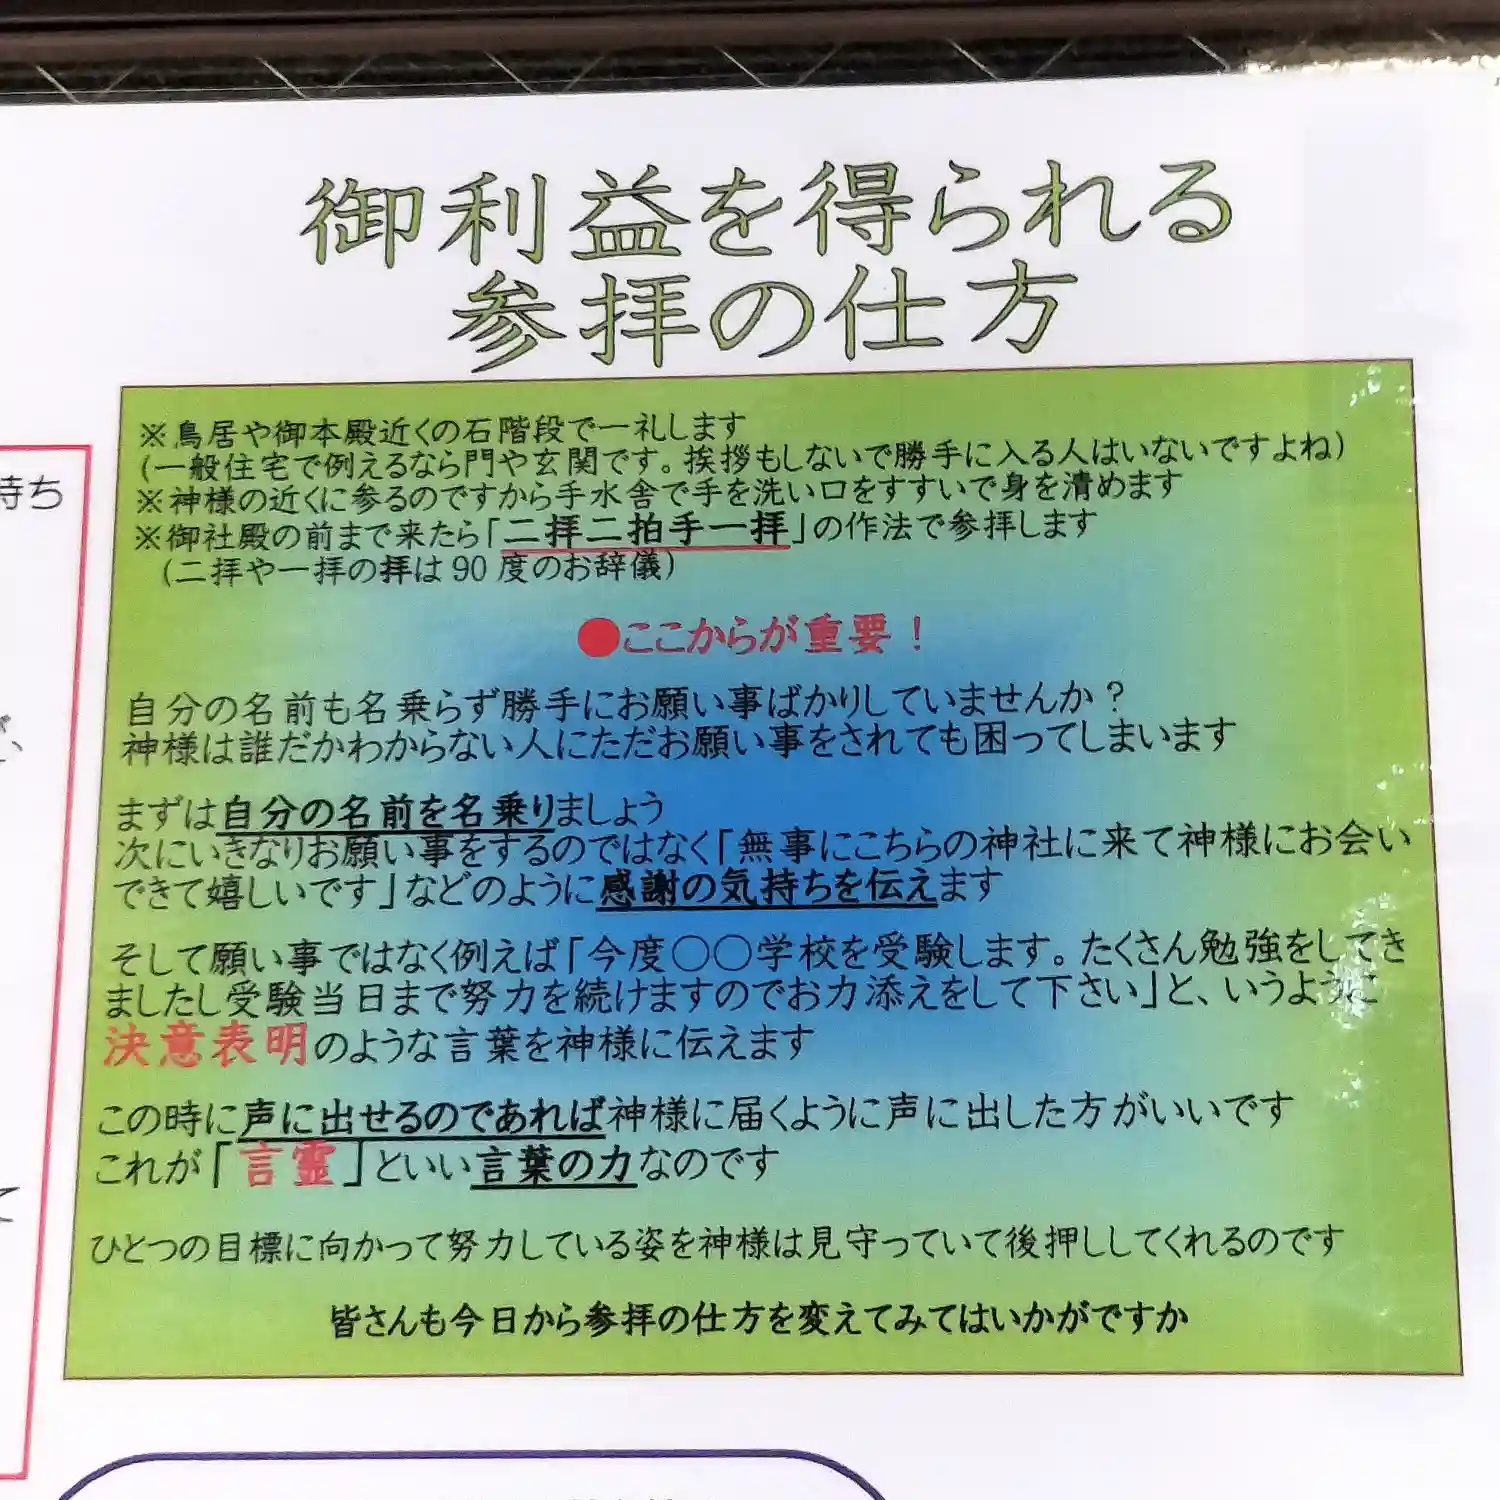 御利益を得られる
参拝の仕方
※鳥居や御本殿近くの石階段で一礼します
(一般住宅で例えるなら門や玄関です。挨拶もしないで勝手に入る人はいないですよね)
※神様の近くに参るのですから手水舎で手を洗い口をすすいで身を清めます
※御社殿の前まで来たら「二拝二拍手一拝」の作法で参拝します
(二拝や一拝の拝は90度のお辞儀)
●ここからが重要！
自分の名前も名乗らず勝手にお願い事ばかりしていませんか？
神様は誰だかわからない人にただお願い事をされても困ってしまいます
まずは自分の名前を名乗りましょう
次にいきなりお願い事をするのではなく「無事にこちらの神社に来て神様にお会い
できて嬉しいです」などのように感謝の気持ちを伝えます
そして願い事ではなく例えば「今度〇〇学校を受験します。たくさん勉強をしてき
ましたし受験当日まで努力を続けますのでお力添えをして下さい」と、いうように
決意表明のような言葉を神様に伝えます
この時に声に出せるのであれば神様に届くように声に出した方がいいです
これが「言霊」といい言葉の力なのです
ひとつの目標に向かって努力している姿を神様は見守っていて後押ししてくれるのです
皆さんも今日から参拝の仕方を変えてみてはいかがですか
持ち
て